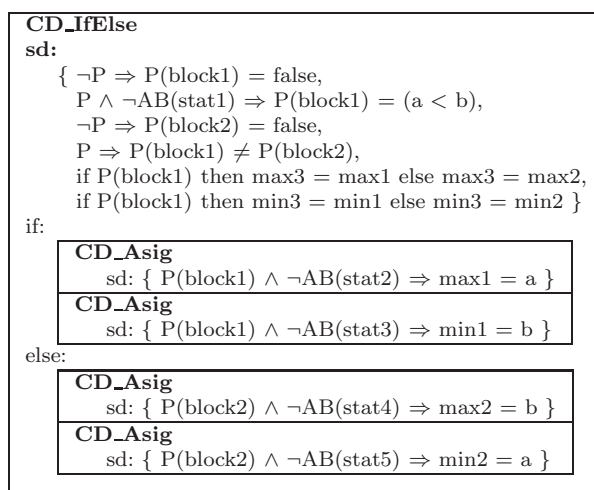 CD_IfElse
sd:
{ ¬P ⇒ P(block1) = false,
P ∧ ¬AB(stat1) ⇒ P(block1) = (a < b),
¬P ⇒ P(block2) = false,
P ⇒ P(block1) ≠ P(block2),
if P(block1) then max3 = max1 else max3 = max2,
if P(block1) then min3 = min1 else min3 = min2 }
if:
CD_Asig
sd: { P(block1) ∧ ¬AB(stat2) ⇒ max1 = a }
CD_Asig
sd: { P(block1) ∧ ¬AB(stat3) ⇒ min1 = b }
else:
CD_Asig
sd: { P(block2) ∧ ¬AB(stat4) ⇒ max2 = b }
CD_Asig
sd: { P(block2) ∧ ¬AB(stat5) ⇒ min2 = a }